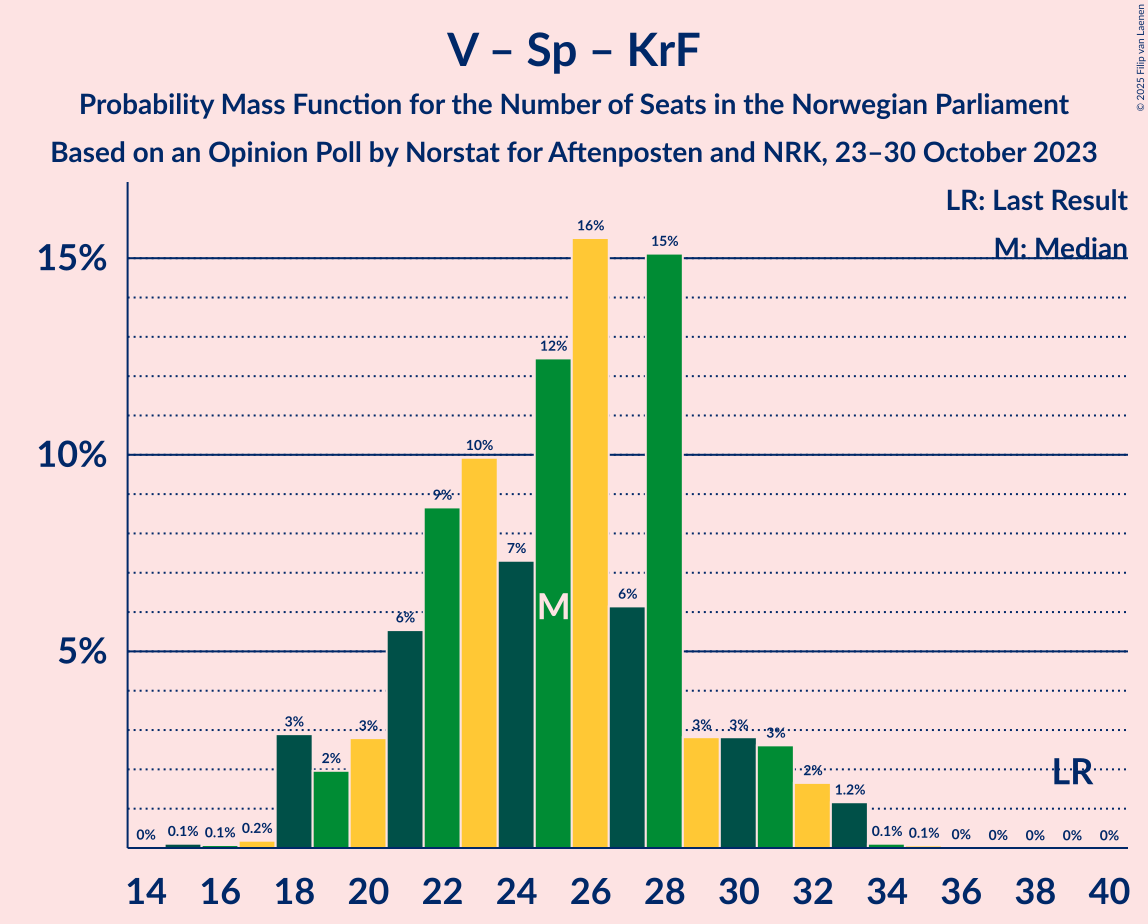 V – Sp – KrF
Probability Mass Function for the Number of Seats in the Norwegian Parliament
Based on an Opinion Poll by Norstat for Aftenposten and NRK, 23–30 October 2023
© 2025 Filip van Laenen
LR: Last Result
M: Median
15%
10%
5%
0% 0.1% 0.1% 0.2% 3% 2% 3% 6% 9% 10% 7% 12% 16% 6% 15% 3% 3% 3% 2% 1.2% 0.1% 0.1% 0% 0% 0% 0% 0%
M
LR
14 16 18 20 22 24 26 28 30 32 34 36 38 40